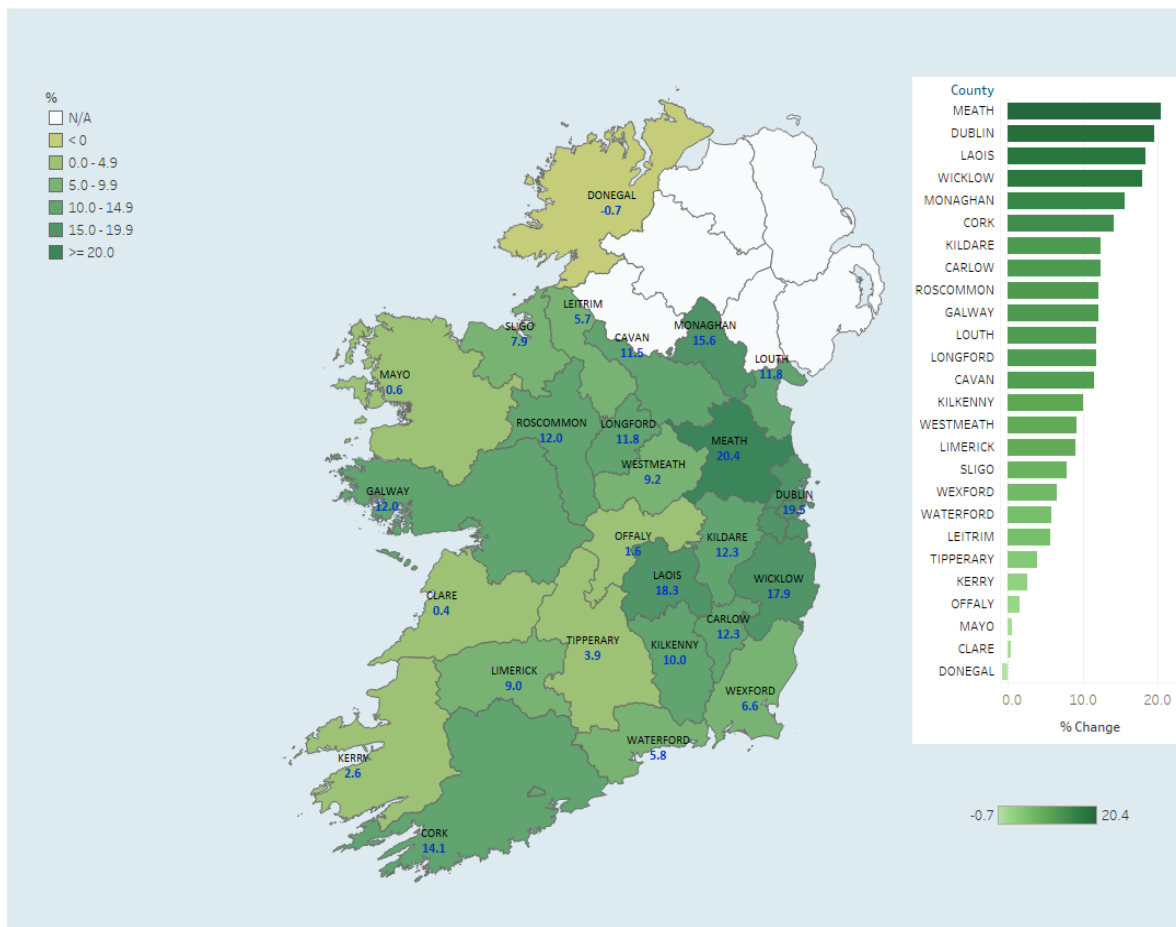 %
N/A
< 0
0.0 - 4.9
5.0 - 9.9
10.0 - 14.9
15.0 - 19.9
>= 20.0
DONEGAL
-0.7
LEITRIM
5.7
SLIGO
7.9
CAVAN
11.5
MONAGHAN
15.6
LOUTH
11.8
MAYO
0.6
ROSCOMMON
12.0
LONGFORD
11.8
MEATH
20.4
WESTMEATH
9.2
GALWAY
12.0
DUBLIN
19.5
OFFALY
1.6
KILDARE
12.3
LAOIS
18.3
WICKLOW
17.9
CLARE
0.4
CARLOW
12.3
TIPPERARY
3.9
KILKENNY
10.0
LIMERICK
9.0
WEXFORD
6.6
WATERFORD
5.8
KERRY
2.6
CORK
14.1
County
MEATH
DUBLIN
LAOIS
WICKLOW
MONAGHAN
CORK
KILDARE
CARLOW
ROSCOMMON
GALWAY
LOUTH
LONGFORD
CAVAN
KILKENNY
WESTMEATH
LIMERICK
SLIGO
WEXFORD
WATERFORD
LEITRIM
TIPPERARY
KERRY
OFFALY
MAYO
CLARE
DONEGAL
0.0 10.0 20.0
% Change
-0.7 20.4